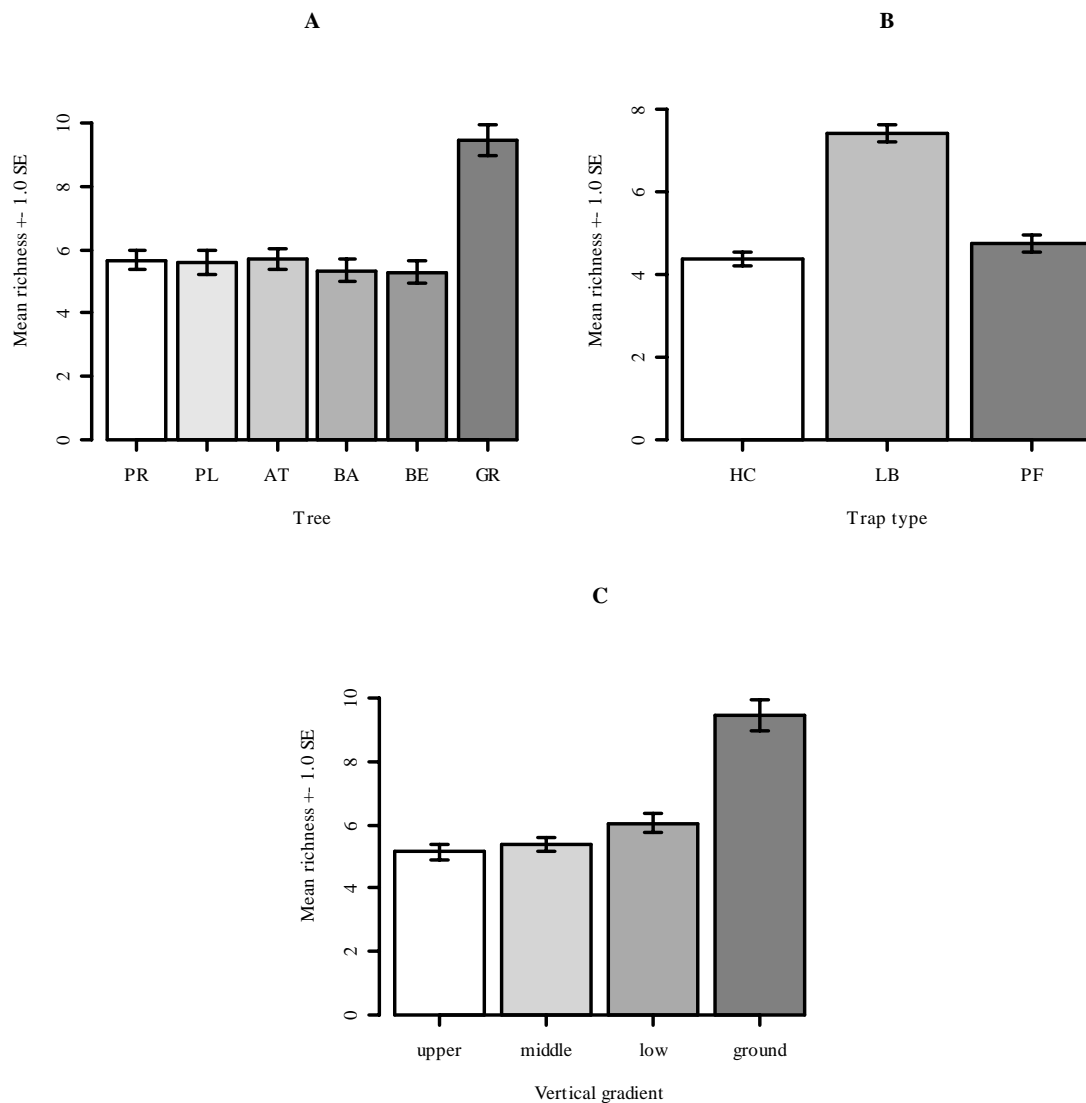 A
Mean richness +- 1.0 SE
10
8
6
4
2
0
PR PL AT BA BE GR
Tree
B
Mean richness +- 1.0 SE
8
6
4
2
0
HC LB PF
Trap type
C
Mean richness +- 1.0 SE
10
8
6
4
2
0
upper middle low ground
Vertical gradient